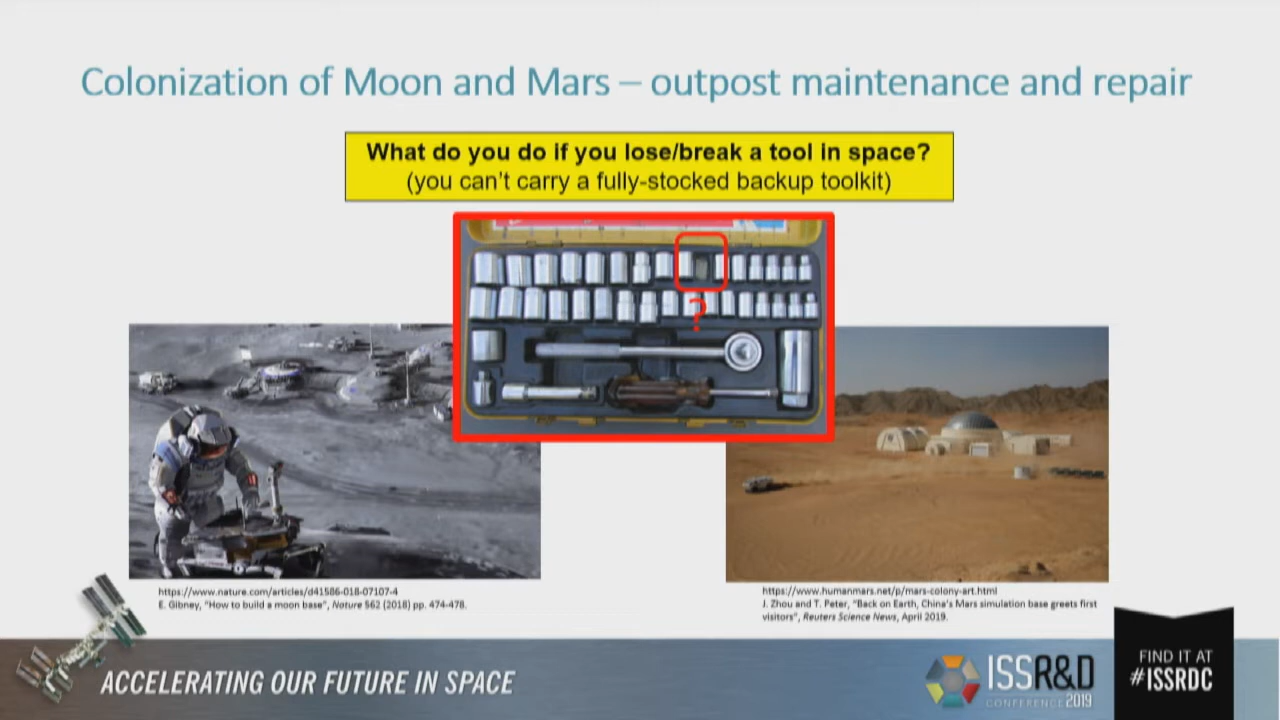 Colonization of Moon and Mars – outpost maintenance and repair
What do you do if you lose/break a tool in space?
(you can't carry a fully-stocked backup toolkit)
?
https://www.nature.com/articles/d41586-018-07107-4
E. Gibney, "How to build a moon base", Nature 562 (2018) pp. 474-478.
https://www.humanmars.net/p/mars-colony-art.html
J. Zhou and T. Peter, "Back on Earth, China's Mars simulation base greets first
visitors", Reuters Science News, April 2019.
ACCELERATING OUR FUTURE IN SPACE
ISSR&D
CONFERENCE 2019
FIND IT AT
#ISSRDC